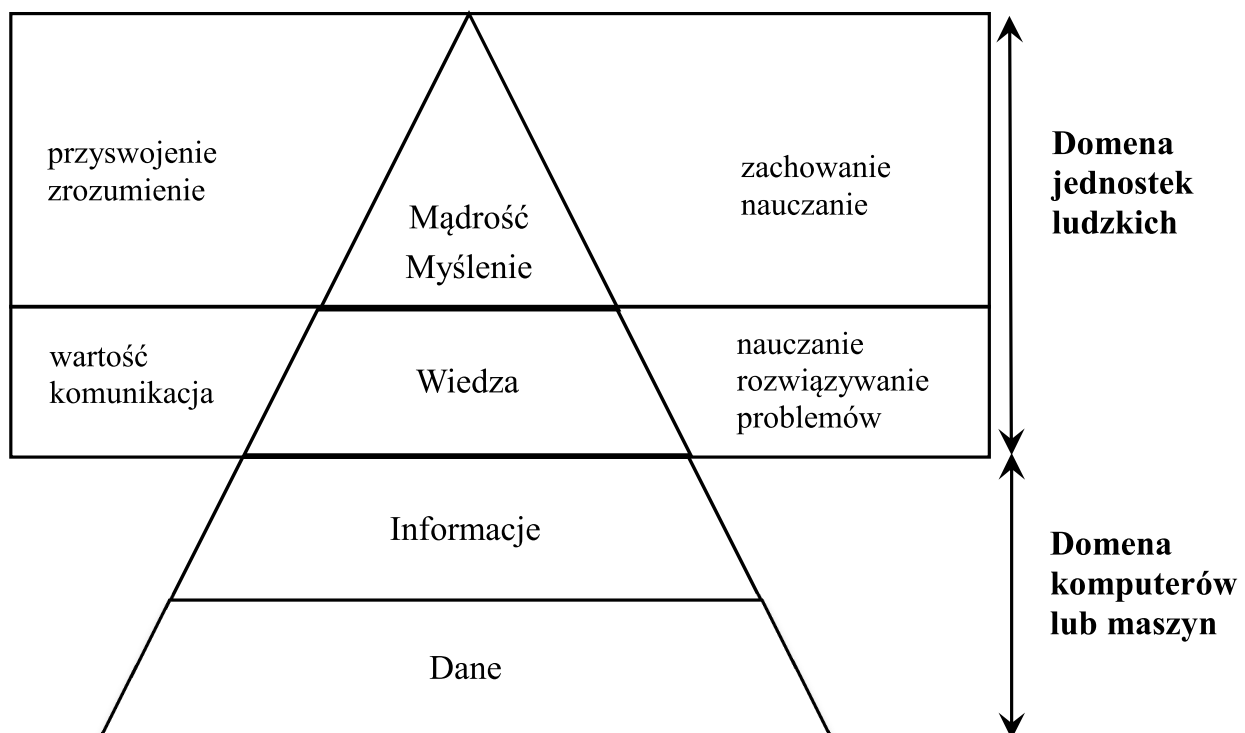 przyswojenie
zrozumienie
zachowanie
nauczanie
Mądrość
Myślenie
Domena
jednostek
ludzkich
wartość
komunikacja
Wiedza
nauczanie
rozwiązywanie
problemów
Informacje
Dane
Domena
komputerów
lub maszyn